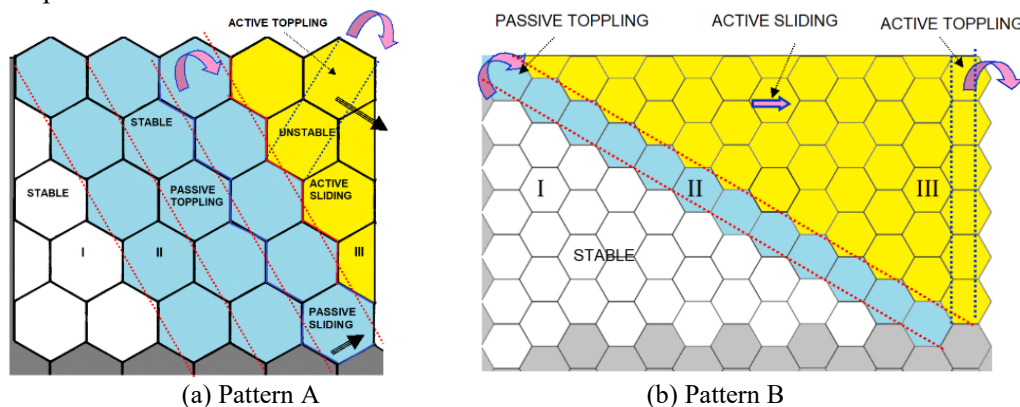 ACTIVE TOPPLING
STABLE
UNSTABLE
STABLE
PASSIVE
TOPPLING
ACTIVE
SLIDING
I
II
III
PASSIVE
SLIDING
(a) Pattern A
PASSIVE TOPPLING
ACTIVE SLIDING
ACTIVE TOPPLING
I
II
III
STABLE
(b) Pattern B